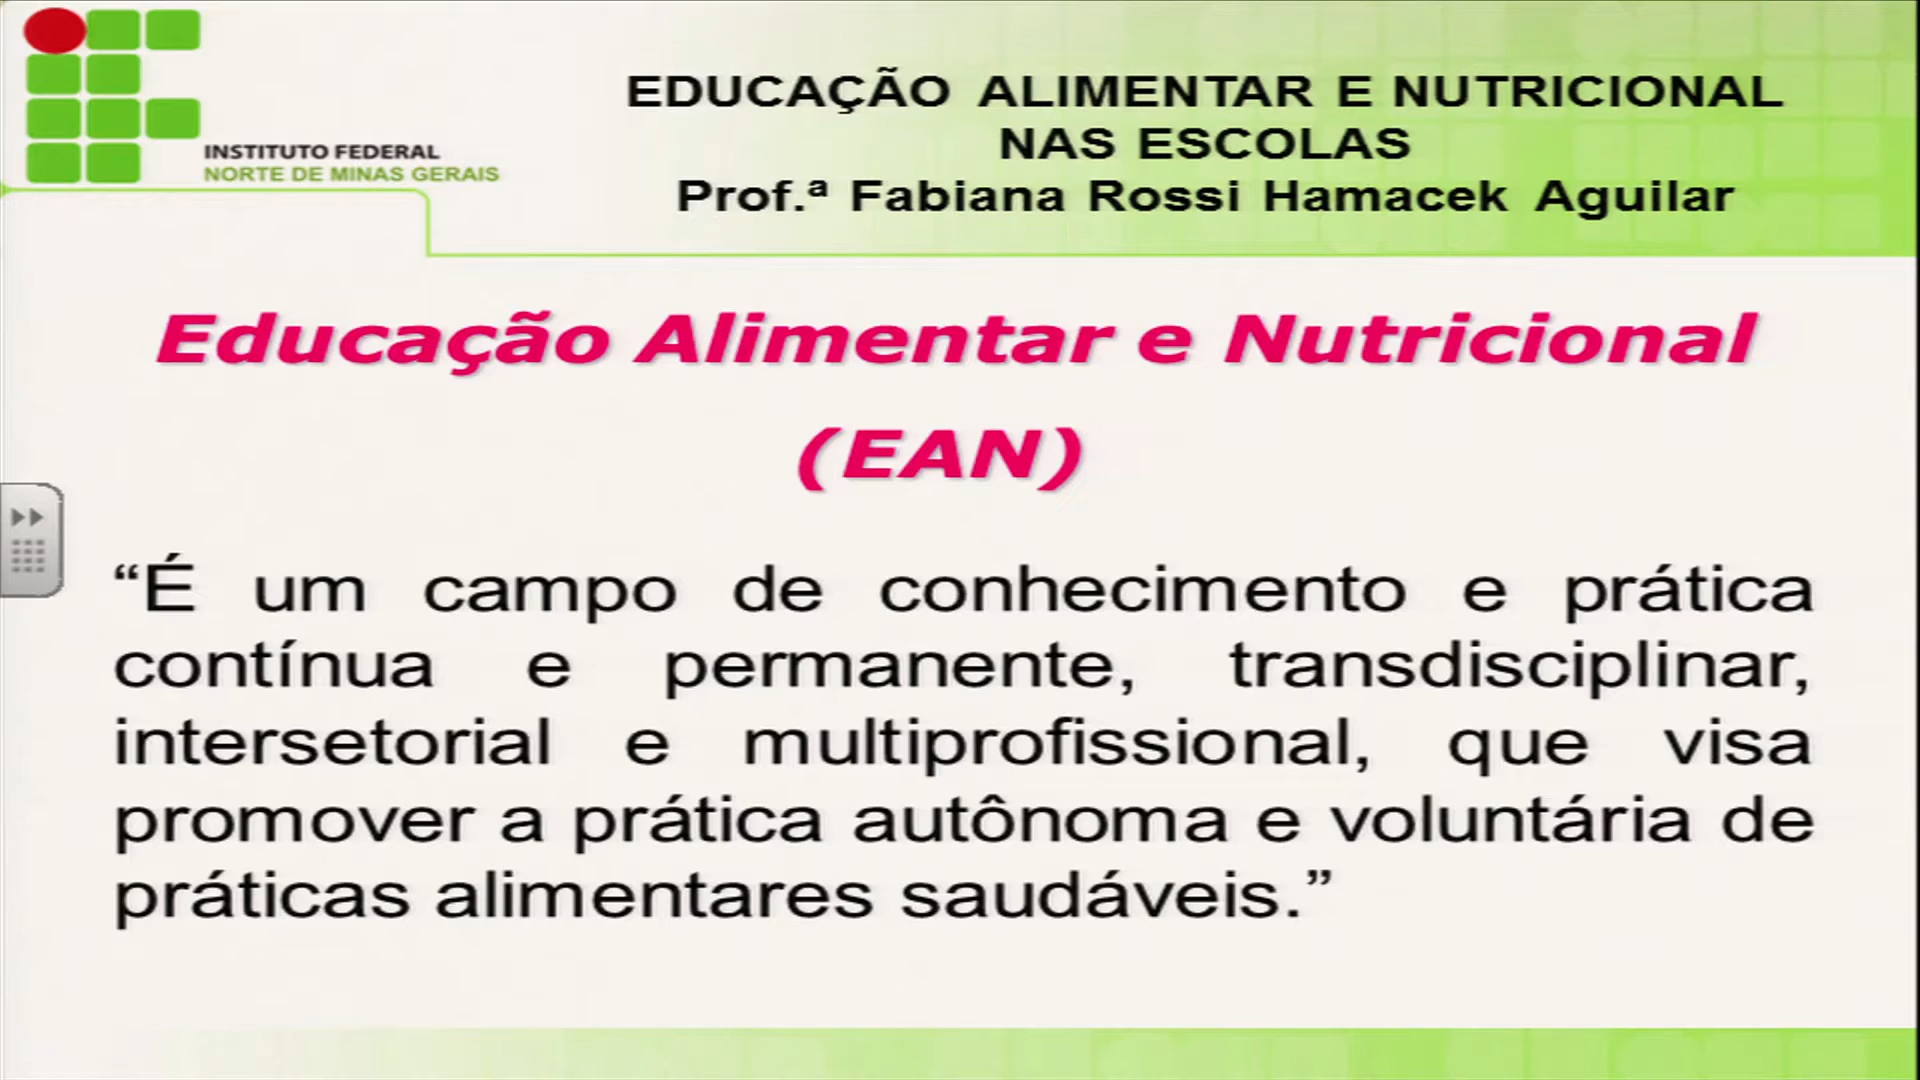 INSTITUTO FEDERAL
NORTE DE MINAS GERAIS
EDUCAÇÃO ALIMENTAR E NUTRICIONAL
NAS ESCOLAS
Prof.ª Fabiana Rossi Hamacek Aguilar
Educação Alimentar e Nutricional
(EAN)
“É um campo de conhecimento e prática
contínua e permanente, transdisciplinar,
intersetorial e multiprofissional, que visa
promover a prática autônoma e voluntária de
práticas alimentares saudáveis.”